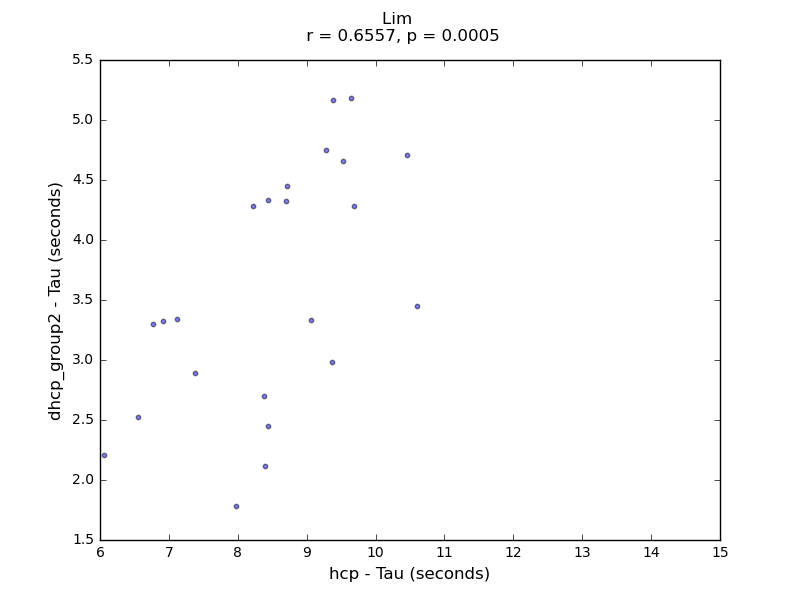 Lim
r = 0.6557, p = 0.0005
5.5
5.0
4.5
4.0
3.5
3.0
2.5
2.0
1.5
dhcp_group2 - Tau (seconds)
6 7 8 9 10 11 12 13 14 15
hcp - Tau (seconds)